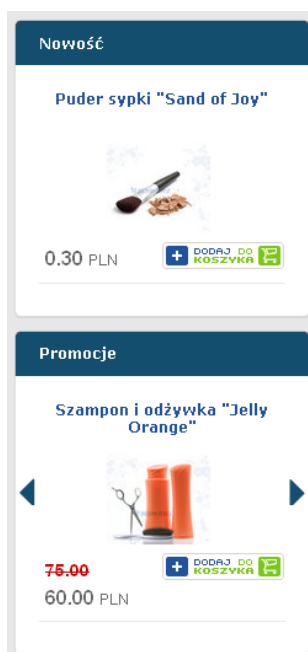 Nowość
Puder sypki "Sand of Joy"
0.30 PLN
DODAJ DO
KOSZYKA
Promocje
Szampon i odżywka "Jelly
Orange"
75.00
DODAJ DO
KOSZYKA
60.00 PLN